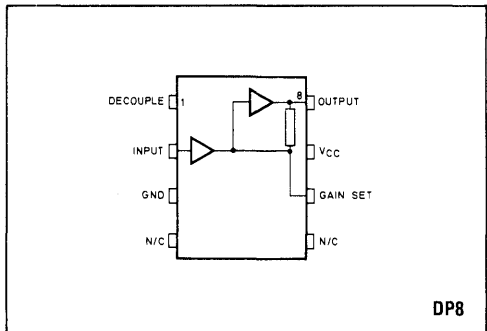 DECOUPLE 1 8 OUTPUT
INPUT VCC
GND GAIN SET
N/C N/C
DP8